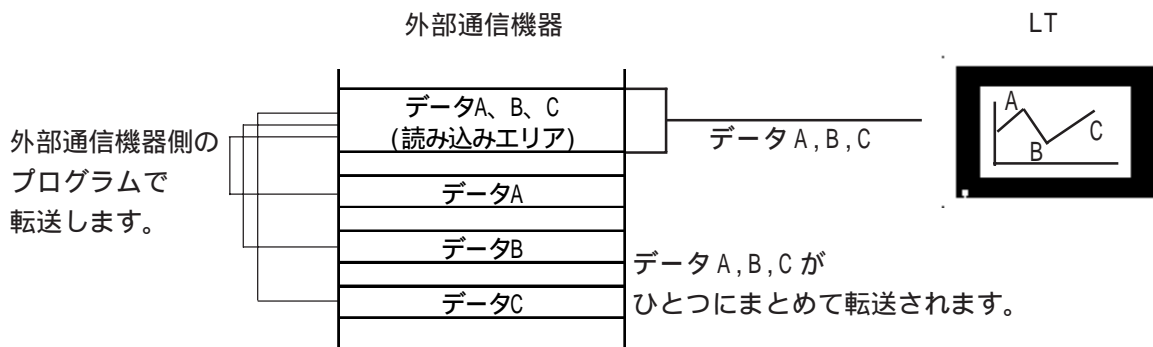 外部通信機器
LT
データA、B、C
(読み込みエリア)
外部通信機器側の
プログラムで
転送します。
データA
データB
データC
データA,B,C
データA,B,Cが
ひとつにまとめて転送されます。
A
B
C